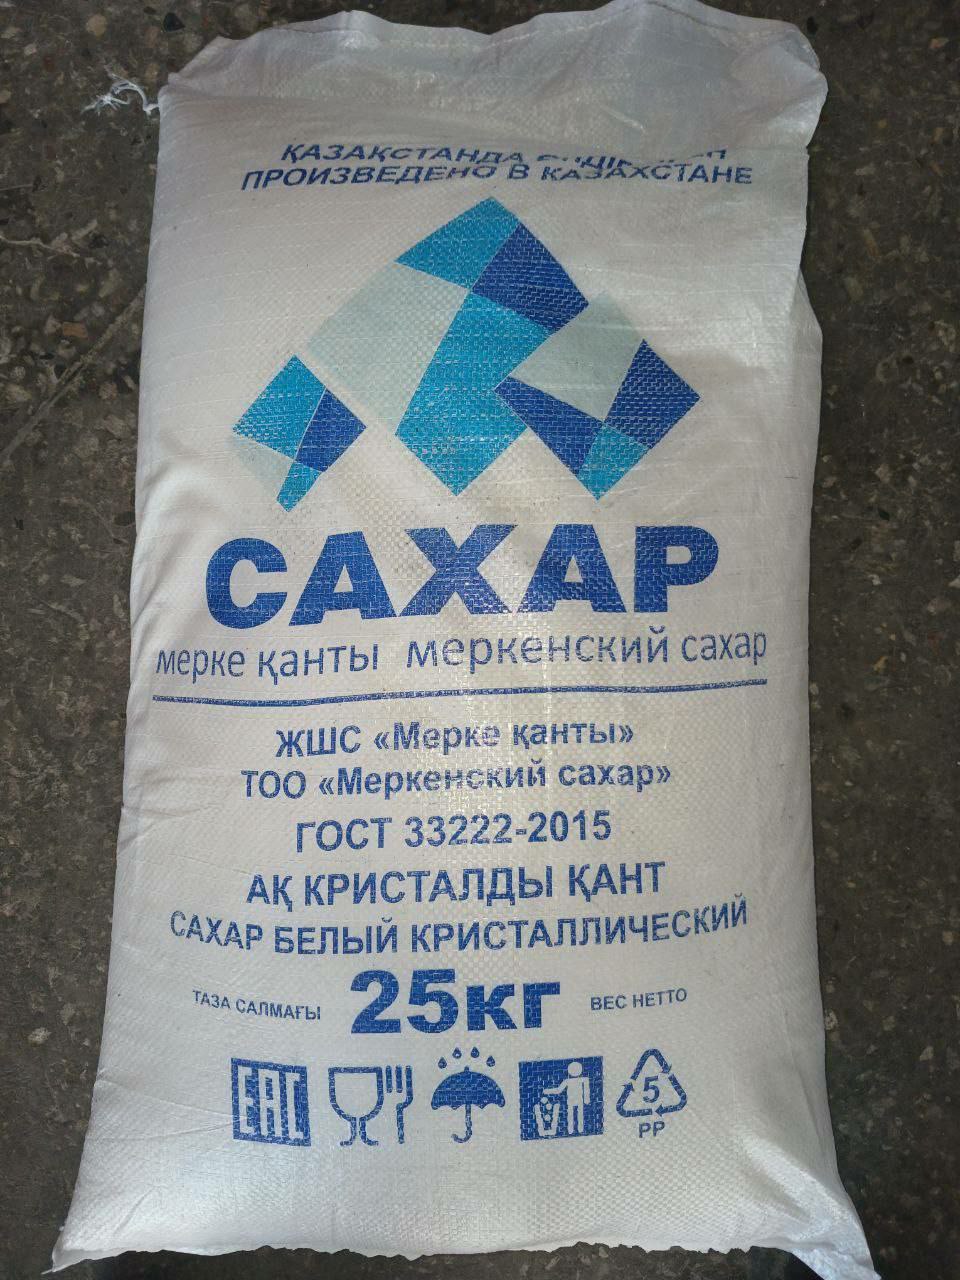 ҚАЗАҚСТАНДА
ПРОИЗВЕДЕНО В КАЗАХСТАНЕ
САХАР
мерке қанты меркенский сахар
ЖШС «Мерке қанты»
ТОО «Меркенский сахар»
ГОСТ 33222-2015
АҚ КРИСТАЛДЫ ҚАНТ
САХАР БЕЛЫЙ КРИСТАЛЛИЧЕСКИЙ
ТАЗА САЛМАҒЫ 25кг ВЕС НЕТТО
EAC
5
PP